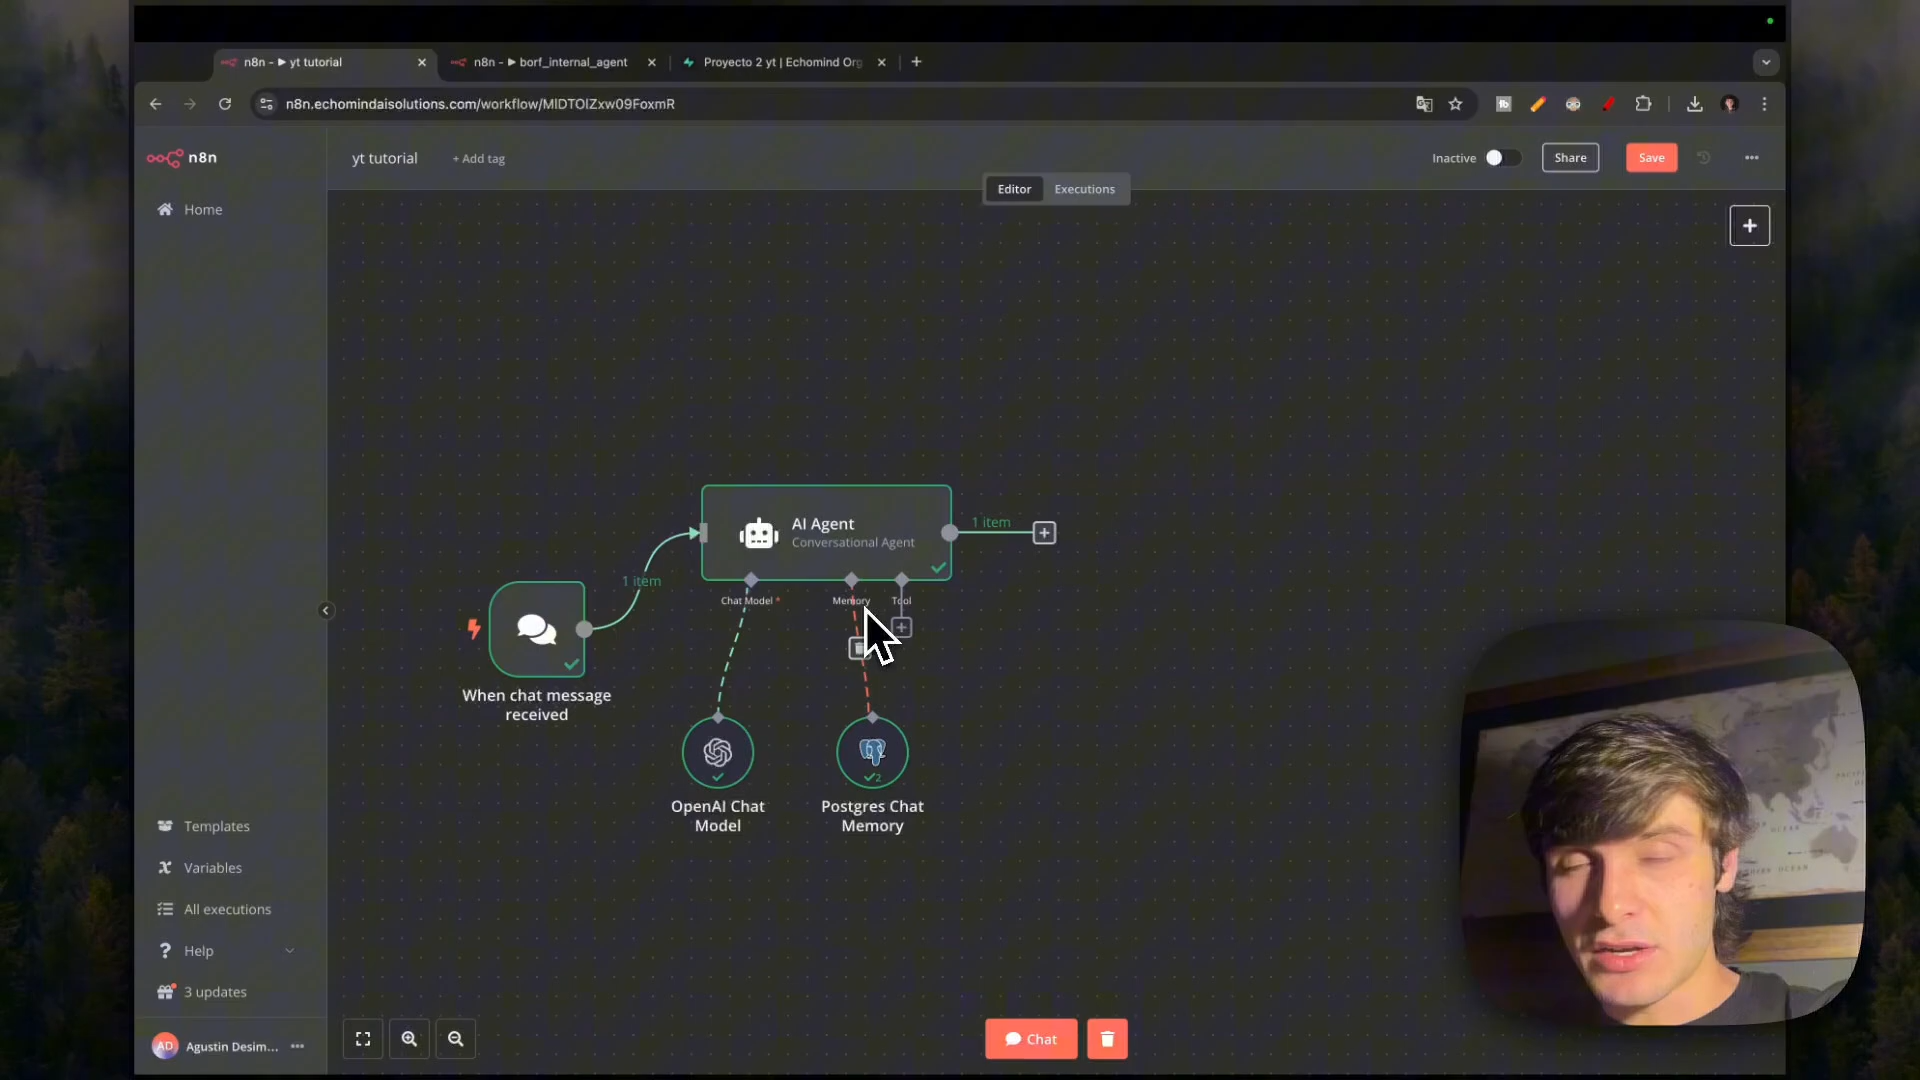 n8n - ▶ yt tutorial
n8n - ▶ borf_internal_agent
Proyecto 2 yt | Echomind Org
n8n.echomindaisolutions.com/workflow/MlDTOlZxw09FoxmR
n8n
yt tutorial
+ Add tag
Inactive
Share
Save
Editor
Executions
Home
AI Agent
Conversational Agent
1 item
1 item
Chat Model *
Memory
Tool
When chat message
received
2
OpenAI Chat
Model
Postgres Chat
Memory
Templates
Variables
All executions
Help
3 updates
AD
Agustin Desim...
Chat